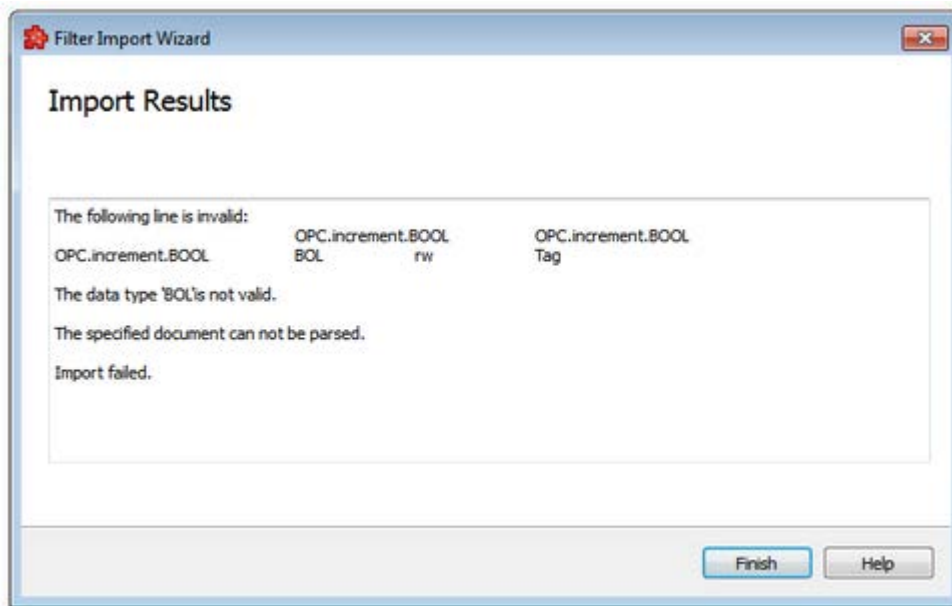 Filter Import Wizard
Import Results
The following line is invalid:
OPC.increment.BOOL OPC.increment.BOOL
OPC.increment.BOOL BOL rw Tag
The data type 'BOL'is not valid.
The specified document can not be parsed.
Import failed.
Finish Help